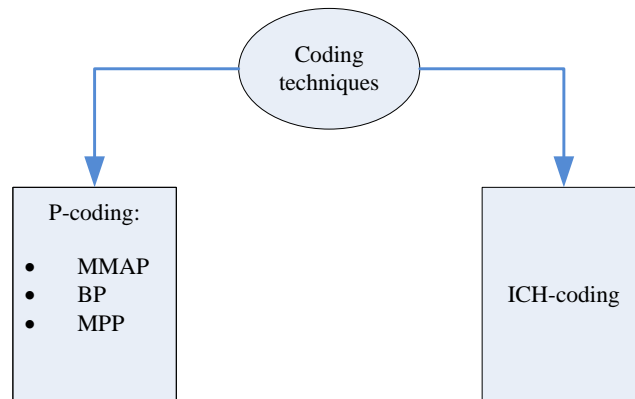 Coding
techniques
P-coding:
• MMAP
• BP
• MPP
ICH-coding